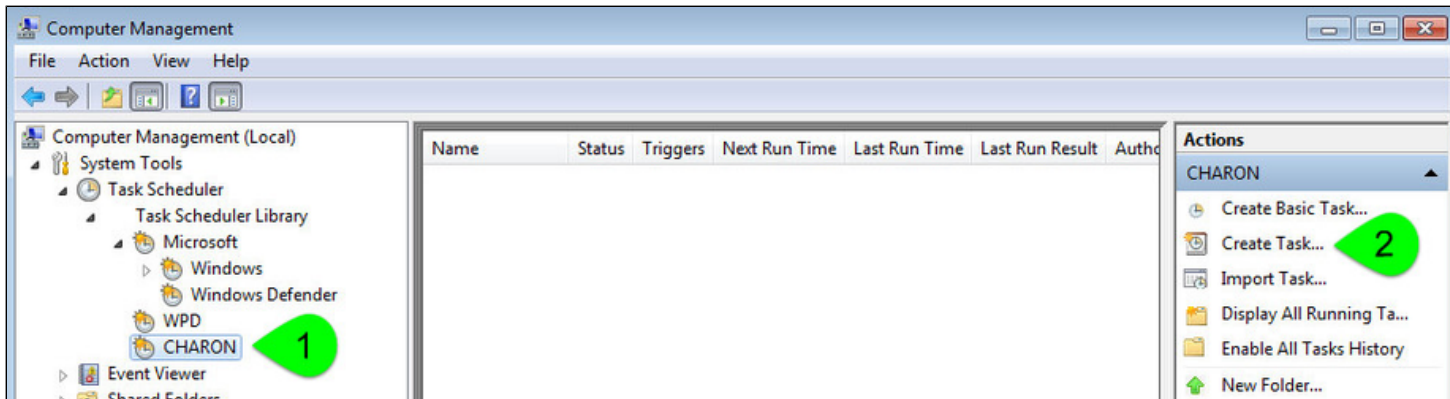 Computer Management
File Action View Help
Computer Management (Local)
System Tools
Task Scheduler
Task Scheduler Library
Microsoft
Windows
Windows Defender
WPD
CHARON
1
Event Viewer
Shared Folders
Name Status Triggers Next Run Time Last Run Time Last Run Result Autho
Actions
CHARON
Create Basic Task...
Create Task...
2
Import Task...
Display All Running Ta...
Enable All Tasks History
New Folder...